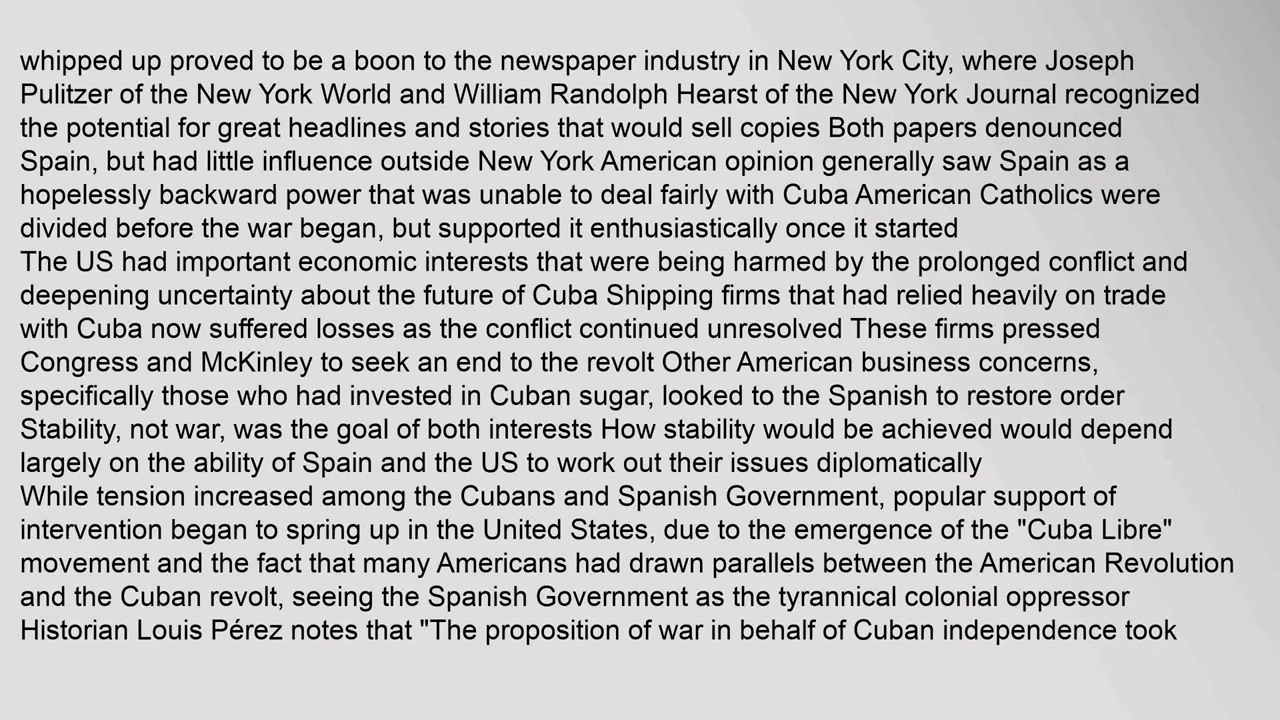 whipped up proved to be a boon to the newspaper industry in New York City, where Joseph
Pulitzer of the New York World and William Randolph Hearst of the New York Journal recognized
the potential for great headlines and stories that would sell copies Both papers denounced
Spain, but had little influence outside New York American opinion generally saw Spain as a
hopelessly backward power that was unable to deal fairly with Cuba American Catholics were
divided before the war began, but supported it enthusiastically once it started
The US had important economic interests that were being harmed by the prolonged conflict and
deepening uncertainty about the future of Cuba Shipping firms that had relied heavily on trade
with Cuba now suffered losses as the conflict continued unresolved These firms pressed
Congress and McKinley to seek an end to the revolt Other American business concerns,
specifically those who had invested in Cuban sugar, looked to the Spanish to restore order
Stability, not war, was the goal of both interests How stability would be achieved would depend
largely on the ability of Spain and the US to work out their issues diplomatically
While tension increased among the Cubans and Spanish Government, popular support of
intervention began to spring up in the United States, due to the emergence of the "Cuba Libre"
movement and the fact that many Americans had drawn parallels between the American Revolution
and the Cuban revolt, seeing the Spanish Government as the tyrannical colonial oppressor
Historian Louis Pérez notes that "The proposition of war in behalf of Cuban independence took